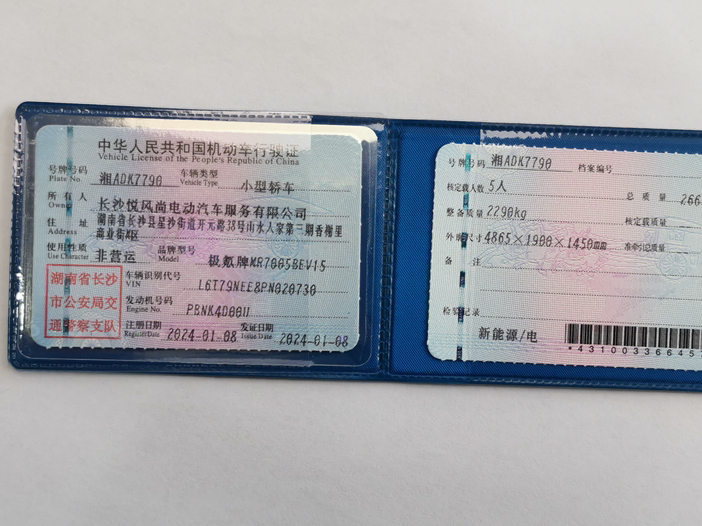 中华人民共和国机动车行驶证
Vehicle License of the People's Republic of China
号牌号码 湘ADK7790 车辆类型 小型轿车
Plate No. Vehicle Type
所有人 长沙悦风尚电动汽车服务有限公司
Owner
住址 湖南省长沙县星沙街道开元路38号山水人家第三期香榭里
Address 商业街
使用性质 非营运 品牌型号 极氪牌MR7005BEV15
Use Character Model
湖南省长沙
市公安局交
通警察支队
车辆识别代号 L6T79NEE8PN020730
VIN
发动机号码 PBNK4D00U
Engine No.
注册日期 2024-01-08 发证日期 2024-01-08
Register Date Issue Date
号牌号码 湘ADK7790 档案编号
核定载人数 5人 总质量
整备质量 2290kg 核定载质量
外廓尺寸 4865×1900×1450mm 准牵引总质量
检验记录
新能源/电
*43100336645